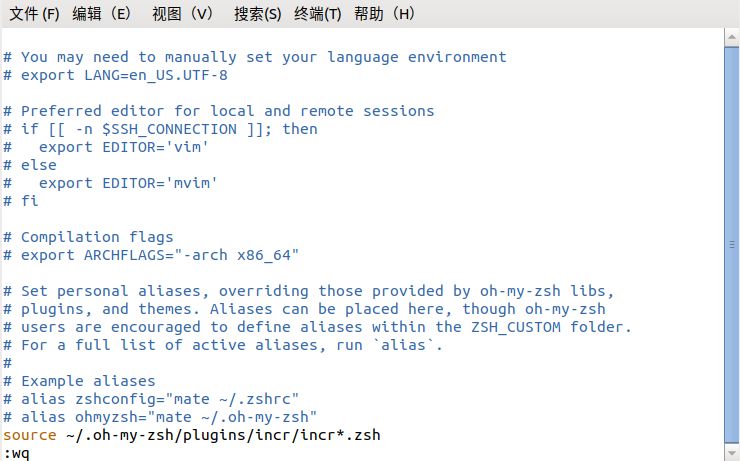 文件 (F) 编辑（E） 视图（V） 搜索(S) 终端(T) 帮助（H）
# You may need to manually set your language environment
# export LANG=en_US.UTF-8
# Preferred editor for local and remote sessions
# if [[ -n $SSH_CONNECTION ]]; then
#   export EDITOR='vim'
# else
#   export EDITOR='mvim'
# fi
# Compilation flags
# export ARCHFLAGS="-arch x86_64"
# Set personal aliases, overriding those provided by oh-my-zsh libs,
# plugins, and themes. Aliases can be placed here, though oh-my-zsh
# users are encouraged to define aliases within the ZSH_CUSTOM folder.
# For a full list of active aliases, run `alias`.
#
# Example aliases
# alias zshconfig="mate ~/.zshrc"
# alias ohmyzsh="mate ~/.oh-my-zsh"
source ~/.oh-my-zsh/plugins/incr/incr*.zsh
:wq